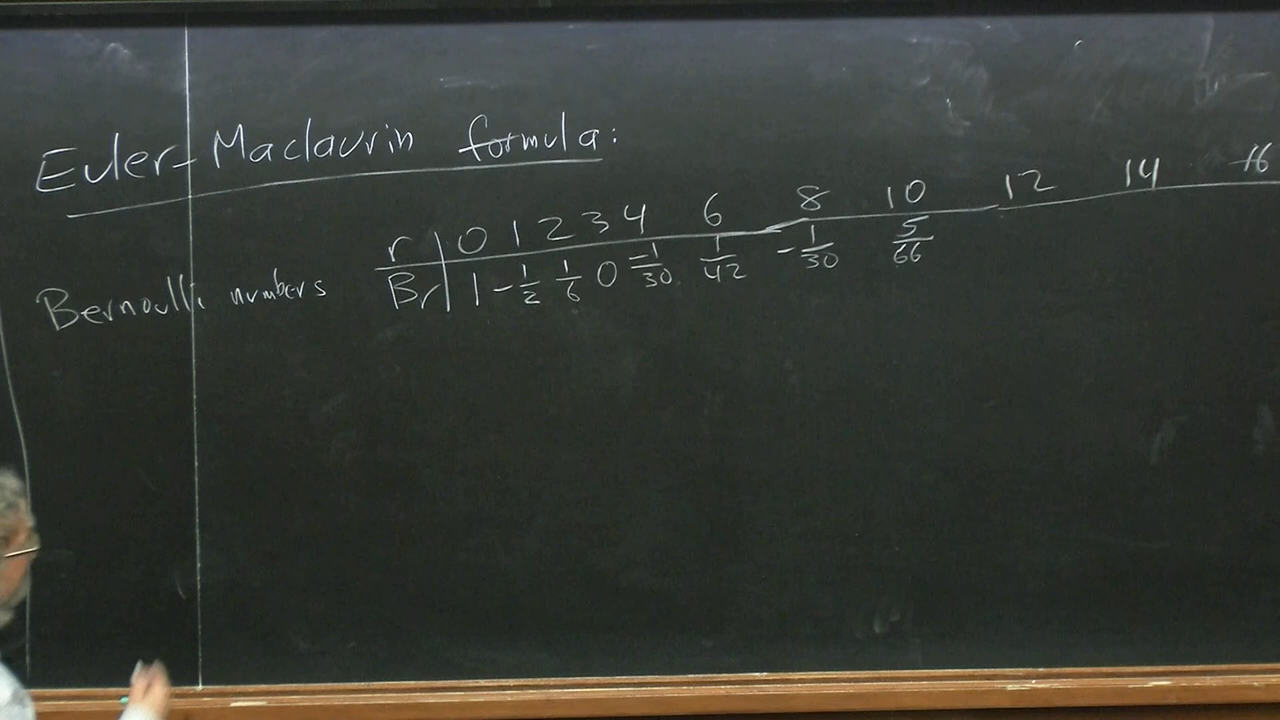 Euler-Maclaurin formula:
r 0 1 2 3 4 6 8 10 12 14 16
Bernoulli numbers Br 1 -1/2 1/6 0 -1/30 1/42 -1/30 5/66